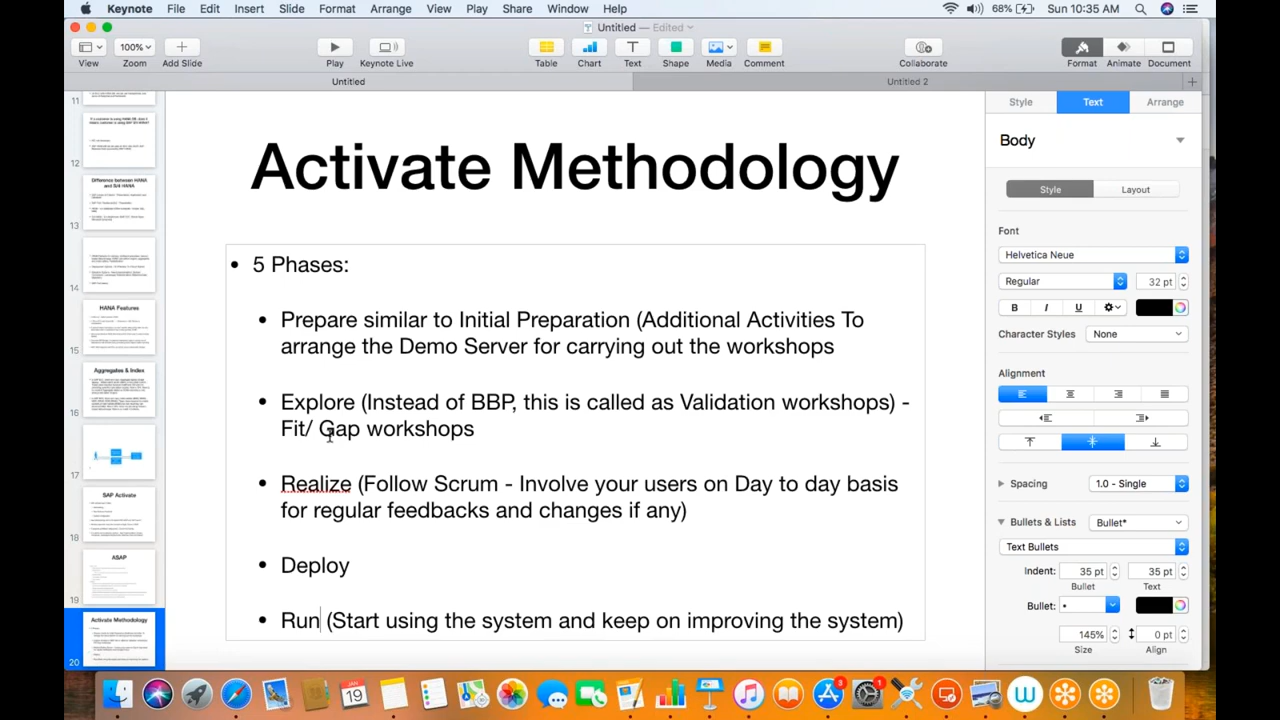 Keynote File Edit Insert Slide Format Arrange View Play Share Window Help 68% Sun 10:35 AM
Untitled — Edited
100%
View Zoom Add Slide Play Keynote Live Table Chart Text Shape Media Comment Collaborate Format Animate Document
Untitled Untitled 2
Style Text Arrange
Body
Style Layout
Font
Helvetica Neue
Regular 32 pt
B I U
Character Styles None
Alignment
Spacing 1.0 - Single
Bullets & Lists Bullet*
Text Bullets
Indent: 35 pt 35 pt
Bullet Text
Bullet: •
145% 0 pt
Size Align
11
12
Difference between HANA
and S/4 HANA
13
14
HANA Features
15
Aggregates & Index
16
17
SAP Activate
18
ASAP
19
Activate Methodology
20
Activate Methodology
• 5 Phases:
• Prepare similar to Initial Preparation (Additional Activities To
arrange the Demo Server for carrying out the workshops
• Explore (Instead of BBP, this is called as Validation workshops) -
Fit/ Gap workshops
• Realize (Follow Scrum - Involve your users on Day to day basis
for regular feedbacks and changes if any)
• Deploy
• Run (Start using the system and keep on improving the system)
JAN
19